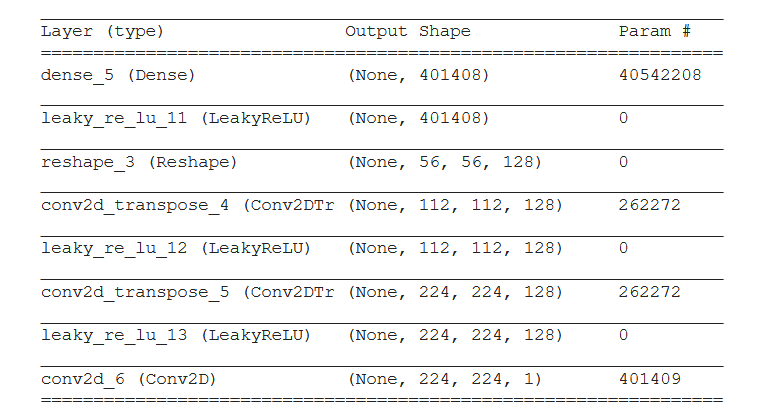 Layer (type) Output Shape Param #
=================================================================
dense_5 (Dense) (None, 401408) 40542208
leaky_re_lu_11 (LeakyReLU) (None, 401408) 0
reshape_3 (Reshape) (None, 56, 56, 128) 0
conv2d_transpose_4 (Conv2DTr (None, 112, 112, 128) 262272
leaky_re_lu_12 (LeakyReLU) (None, 112, 112, 128) 0
conv2d_transpose_5 (Conv2DTr (None, 224, 224, 128) 262272
leaky_re_lu_13 (LeakyReLU) (None, 224, 224, 128) 0
conv2d_6 (Conv2D) (None, 224, 224, 1) 401409
=================================================================